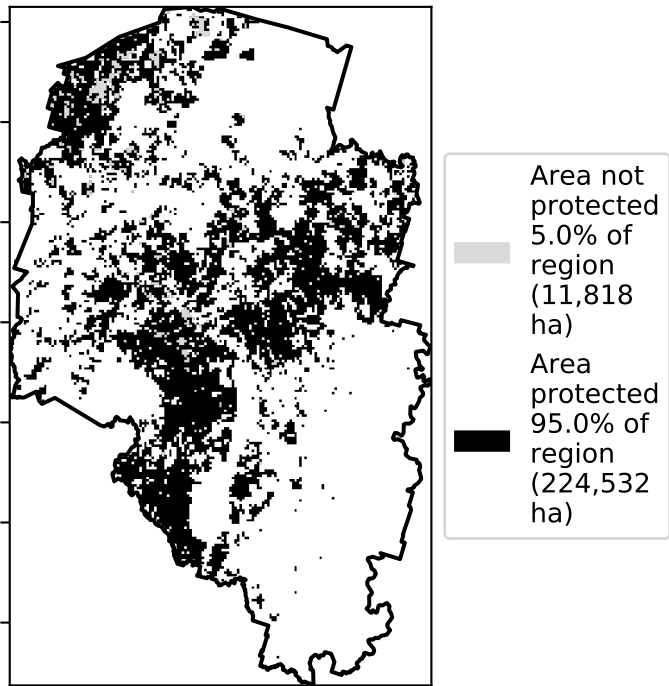 Area not
protected
5.0% of
region
(11,818
ha)
Area
protected
95.0% of
region
(224,532
ha)